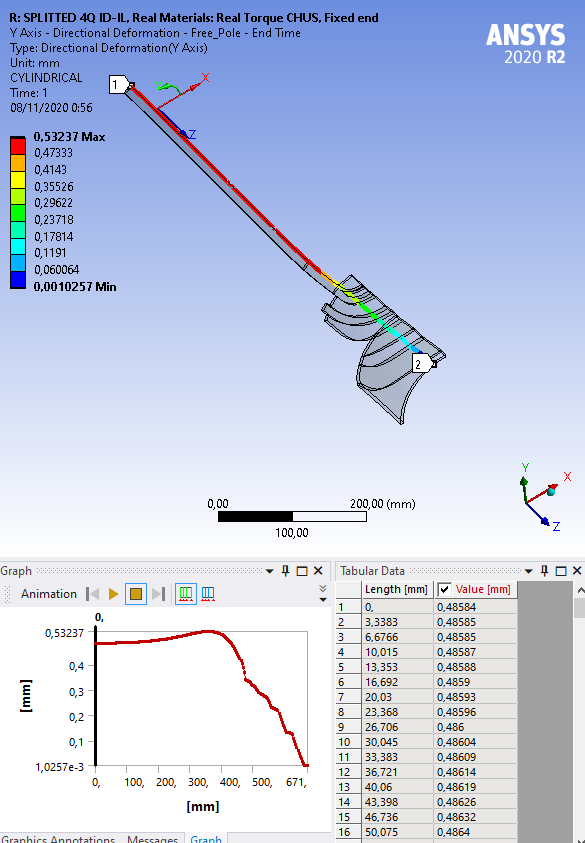 R: SPLITTED 4Q ID-IL, Real Materials: Real Torque CHUS, Fixed end
Y Axis - Directional Deformation - Free_Pole - End Time
Type: Directional Deformation(Y Axis)
Unit: mm
CYLINDRICAL
Time: 1
08/11/2020 0:56
ANSYS
2020 R2
0,53237 Max
0,47333
0,4143
0,35526
0,29622
0,23718
0,17814
0,1191
0,060064
0,0010257 Min
1
Y
X
Z
2
0,00
200,00 (mm)
100,00
Y
X
Z
Graph
Animation
0,
0,53237
0,4
0,3
0,2
0,1
1,0257e-3
[mm]
0,
100,
200,
300,
400,
500,
671,
[mm]
Graphics Annotations Messages Graph
Tabular Data
Length [mm] Value [mm]
1 0, 0,48584
2 3,3383 0,48585
3 6,6766 0,48585
4 10,015 0,48587
5 13,353 0,48588
6 16,692 0,4859
7 20,03 0,48593
8 23,368 0,48596
9 26,706 0,486
10 30,045 0,48604
11 33,383 0,48609
12 36,721 0,48614
13 40,06 0,48619
14 43,398 0,48626
15 46,736 0,48632
16 50,075 0,4864